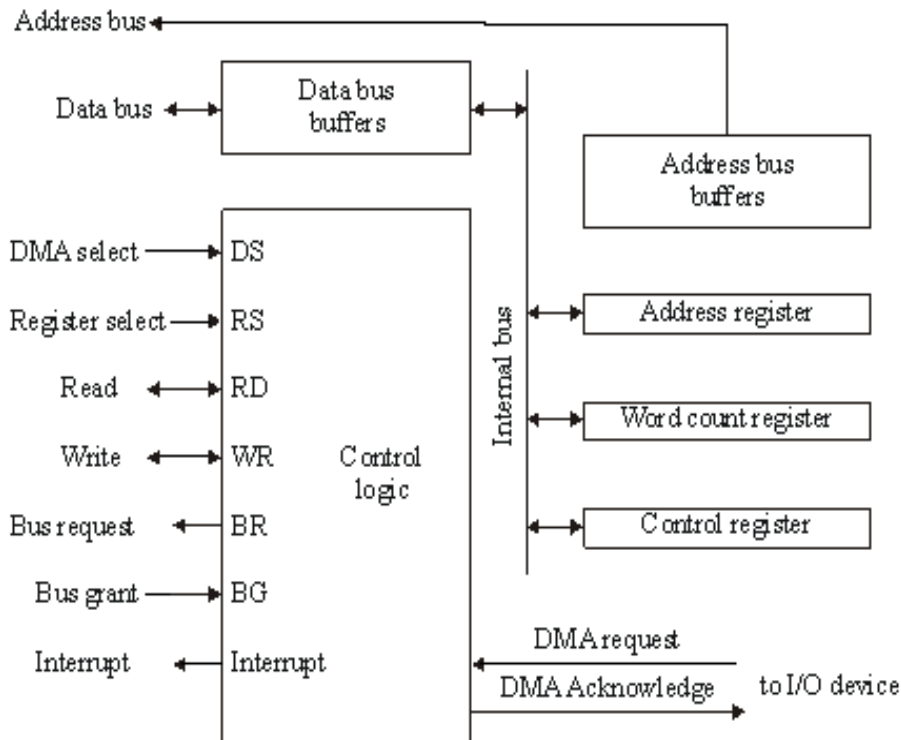 Address bus
Data bus
Data bus
buffers
Address bus
buffers
DMA select
DS
Register select
RS
Read
RD
Write
WR
Bus request
BR
Bus grant
BG
Interrupt
Interrupt
Control
logic
Internal bus
Address register
Word count register
Control register
DMA request
DMA Acknowledge
to I/O device